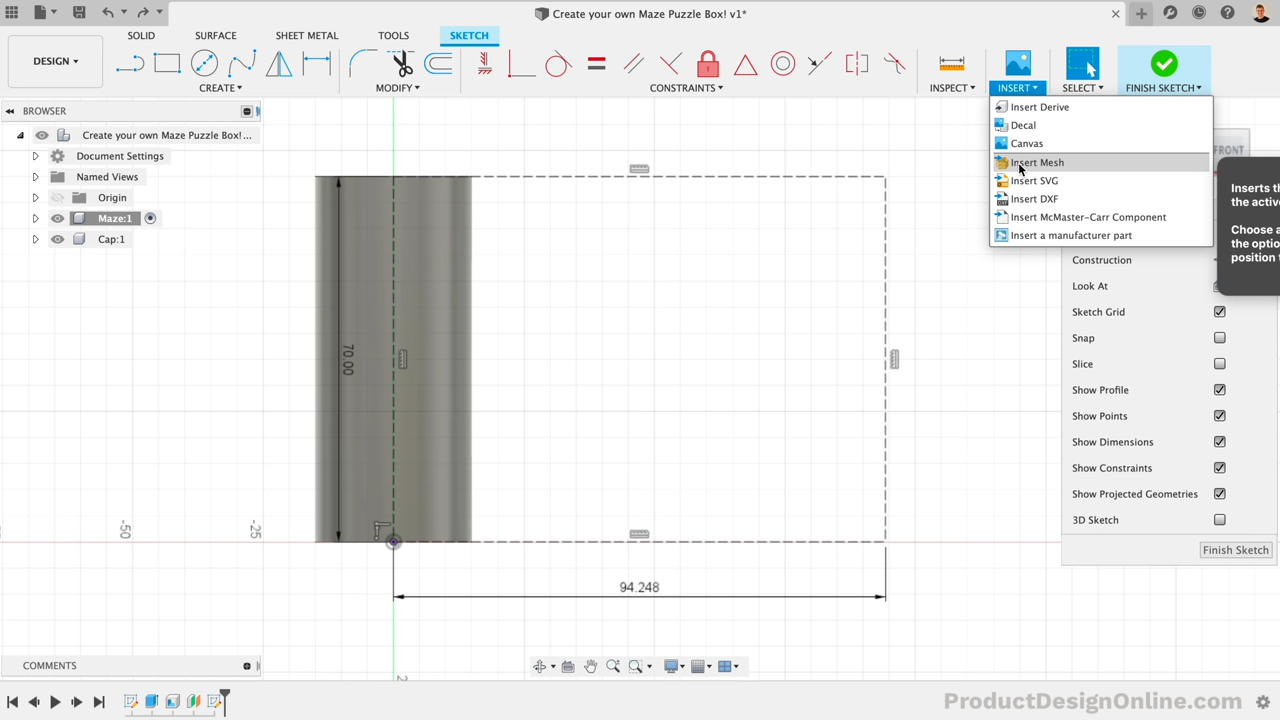 Create your own Maze Puzzle Box! v1*
SOLID SURFACE SHEET METAL TOOLS SKETCH
DESIGN
CREATE MODIFY CONSTRAINTS INSPECT INSERT SELECT FINISH SKETCH
BROWSER
Create your own Maze Puzzle Box!...
Document Settings
Named Views
Origin
Maze:1
Cap:1
Insert Derive
Decal
Canvas
Insert Mesh
Insert SVG
DXF
Insert DXF
Insert McMaster-Carr Component
Insert a manufacturer part
FRONT
Inserts th
the active
Choose a
the optio
position t
Construction
Look At
Sketch Grid
Snap
Slice
Show Profile
Show Points
Show Dimensions
Show Constraints
Show Projected Geometries
3D Sketch
Finish Sketch
70.00
-50
-25
94.248
2
COMMENTS
ProductDesignOnline.com